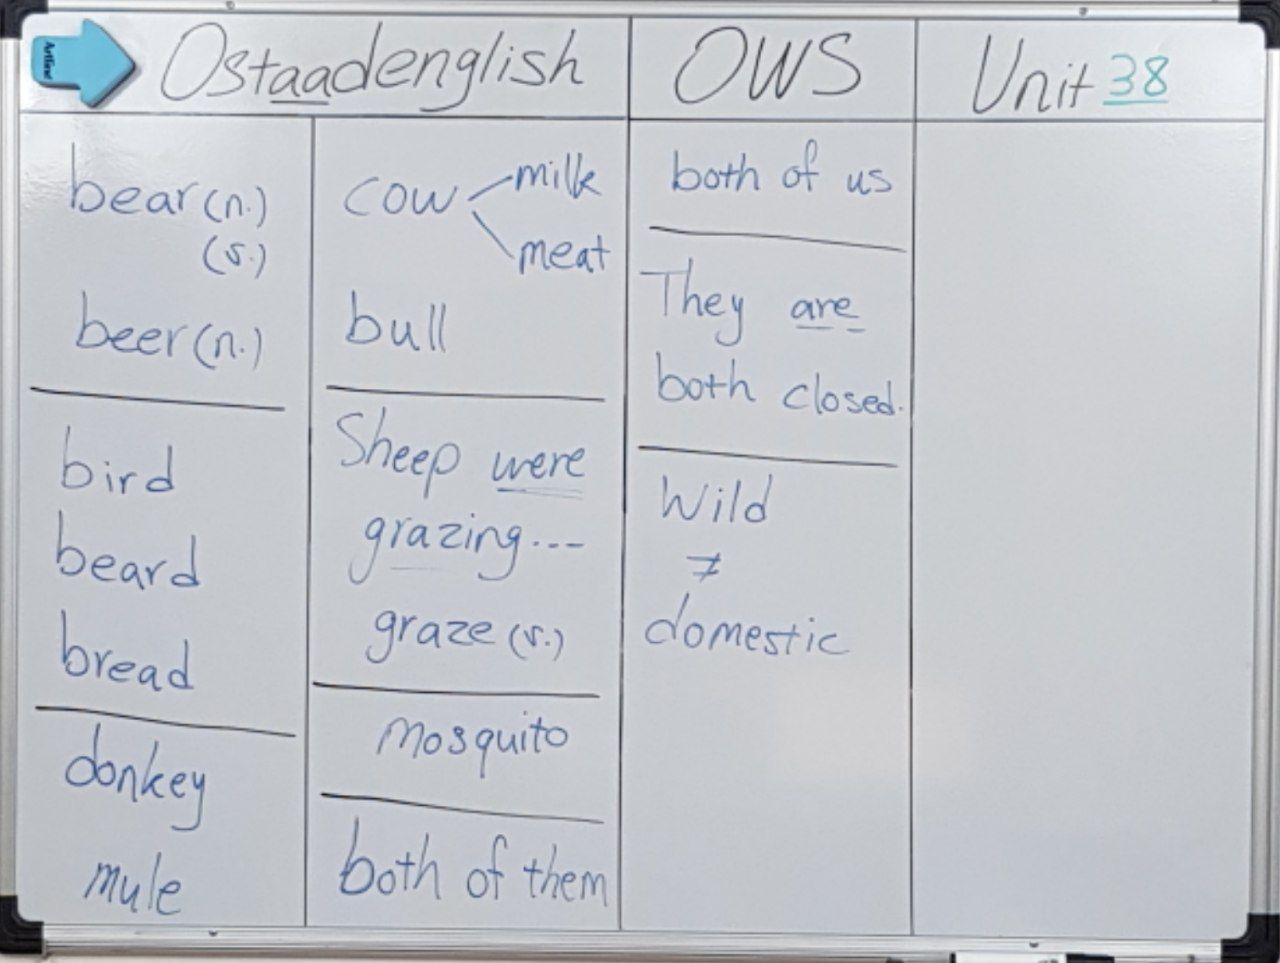 Artline
Ostaadenglish
OWS
Unit 38
bear (n.)
(v.)
beer (n.)
bird
beard
bread
donkey
mule
cow
milk
meat
bull
Sheep were
grazing...
graze (v.)
mosquito
both of them
both of us
They are
both closed.
Wild
≠
domestic